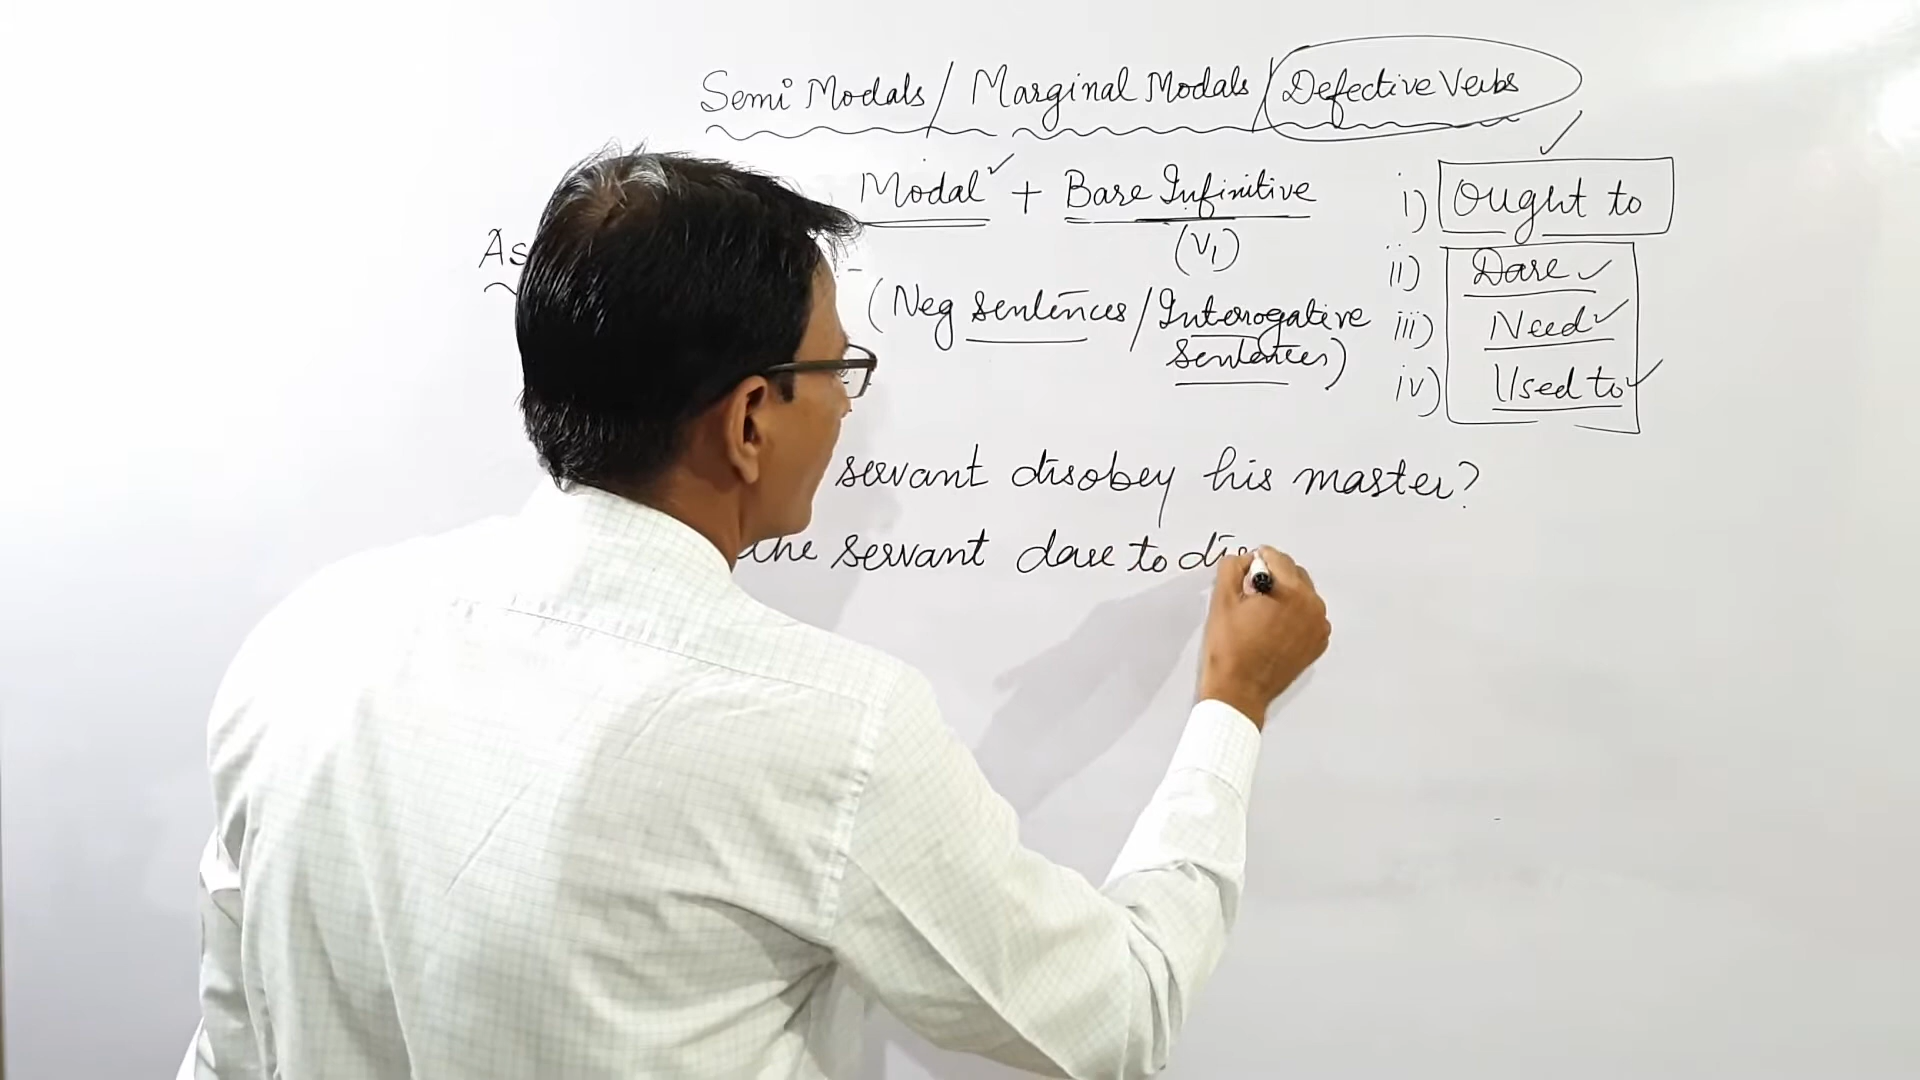 Semi Modals / Marginal Modals / Defective Verbs
Modal + Bare Infinitive
(V1)
As
(Neg sentences / Interrogative
sentences)
i) Ought to
ii) Dare
iii) Need
iv) Used to
servant disobey his master?
the servant dare to dis